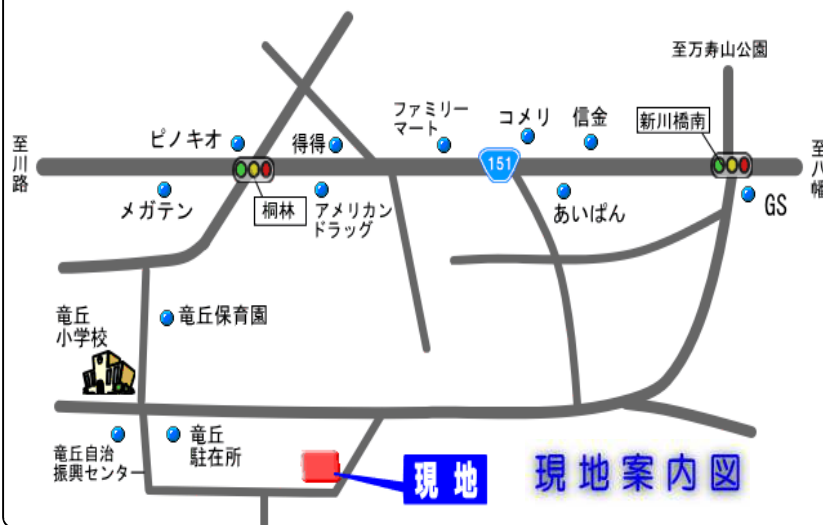 至万寿山公園
ファミリー
マート
コメリ
信金
新川橋南
ピノキオ
得得
至川路
151
至八幡
メガテン
桐林
アメリカン
ドラッグ
あいぱん
GS
竜丘
小学校
竜丘保育園
竜丘自治
振興センター
竜丘
駐在所
現地
現地案内図